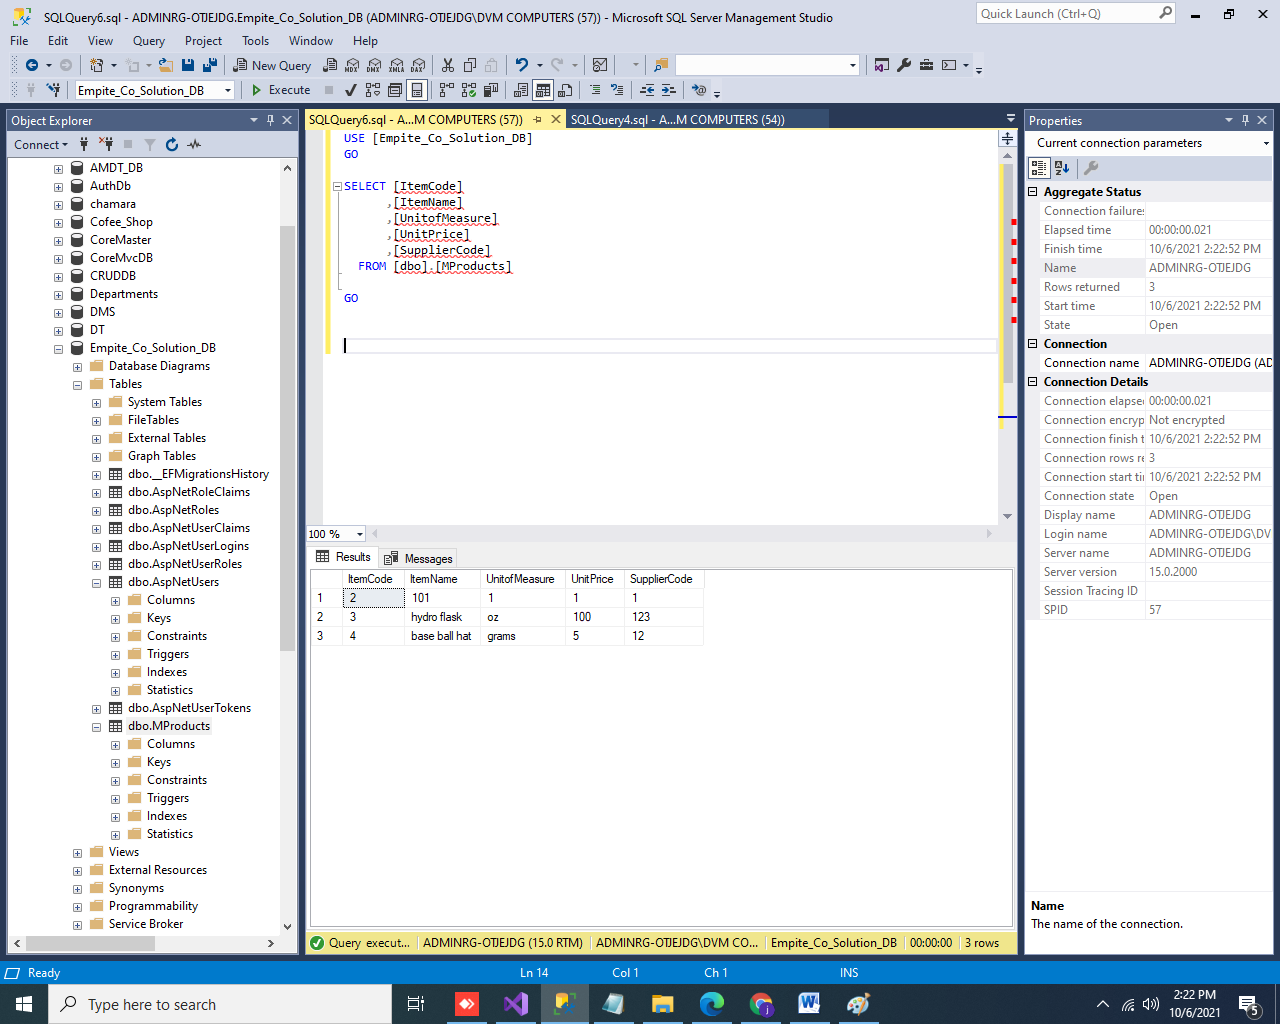 SQLQuery6.sql - ADMINRG-OTJEJDG.Empite_Co_Solution_DB (ADMINRG-OTJEJDG\DVM COMPUTERS (57)) - Microsoft SQL Server Management Studio
Quick Launch (Ctrl+Q)
File Edit View Query Project Tools Window Help
New Query
MDX DMX XMLA DAX
Empite_Co_Solution_DB
Execute
Object Explorer
Connect
AMDT_DB
AuthDb
chamara
Cofee_Shop
CoreMaster
CoreMvcDB
CRUDDB
Departments
DMS
DT
Empite_Co_Solution_DB
Database Diagrams
Tables
System Tables
FileTables
External Tables
Graph Tables
dbo.__EFMigrationsHistory
dbo.AspNetRoleClaims
dbo.AspNetRoles
dbo.AspNetUserClaims
dbo.AspNetUserLogins
dbo.AspNetUserRoles
dbo.AspNetUsers
Columns
Keys
Constraints
Triggers
Indexes
Statistics
dbo.AspNetUserTokens
dbo.MProducts
Columns
Keys
Constraints
Triggers
Indexes
Statistics
Views
External Resources
Synonyms
Programmability
Service Broker
SQLQuery6.sql - A...M COMPUTERS (57))
SQLQuery4.sql - A...M COMPUTERS (54))
USE [Empite_Co_Solution_DB]
GO
SELECT [ItemCode]
,[ItemName]
,[UnitofMeasure]
,[UnitPrice]
,[SupplierCode]
FROM [dbo].[MProducts]
GO
100 %
Results Messages
ItemCode ItemName UnitofMeasure UnitPrice SupplierCode
1 2 101 1 1 1
2 3 hydro flask oz 100 123
3 4 base ball hat grams 5 12
Query execut... ADMINRG-OTJEJDG (15.0 RTM) ADMINRG-OTJEJDG\DVM CO... Empite_Co_Solution_DB 00:00:00 3 rows
Properties
Current connection parameters
Aggregate Status
Connection failures
Elapsed time 00:00:00.021
Finish time 10/6/2021 2:22:52 PM
Name ADMINRG-OTJEJDG
Rows returned 3
Start time 10/6/2021 2:22:52 PM
State Open
Connection
Connection name ADMINRG-OTJEJDG (AD
Connection Details
Connection elapsed 00:00:00.021
Connection encryp Not encrypted
Connection finish t 10/6/2021 2:22:52 PM
Connection rows re 3
Connection start tin 10/6/2021 2:22:52 PM
Connection state Open
Display name ADMINRG-OTJEJDG
Login name ADMINRG-OTJEJDG\DV
Server name ADMINRG-OTJEJDG
Server version 15.0.2000
Session Tracing ID
SPID 57
Name
The name of the connection.
Ready Ln 14 Col 1 Ch 1 INS
Type here to search
2:22 PM
10/6/2021
5